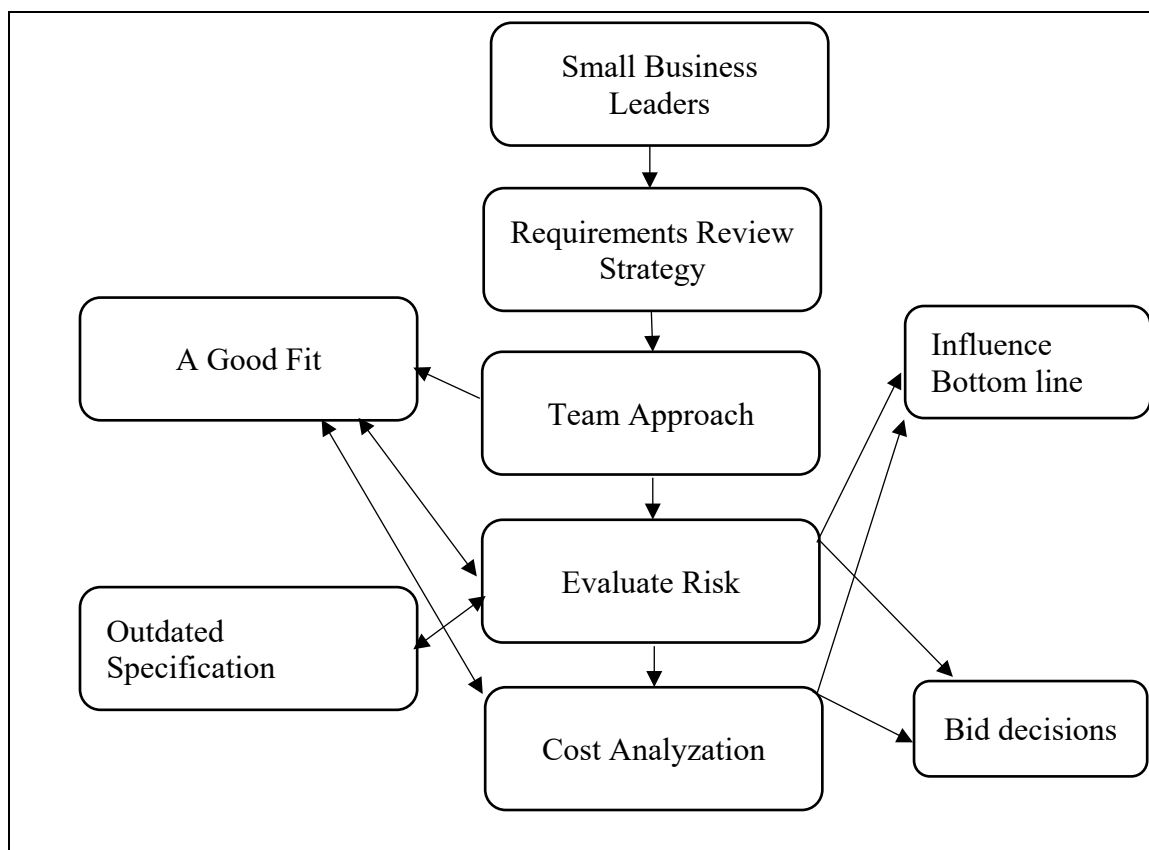 Small Business
Leaders
Requirements Review
Strategy
A Good Fit
Influence
Bottom line
Team Approach
Evaluate Risk
Outdated
Specification
Cost Analyzation
Bid decisions